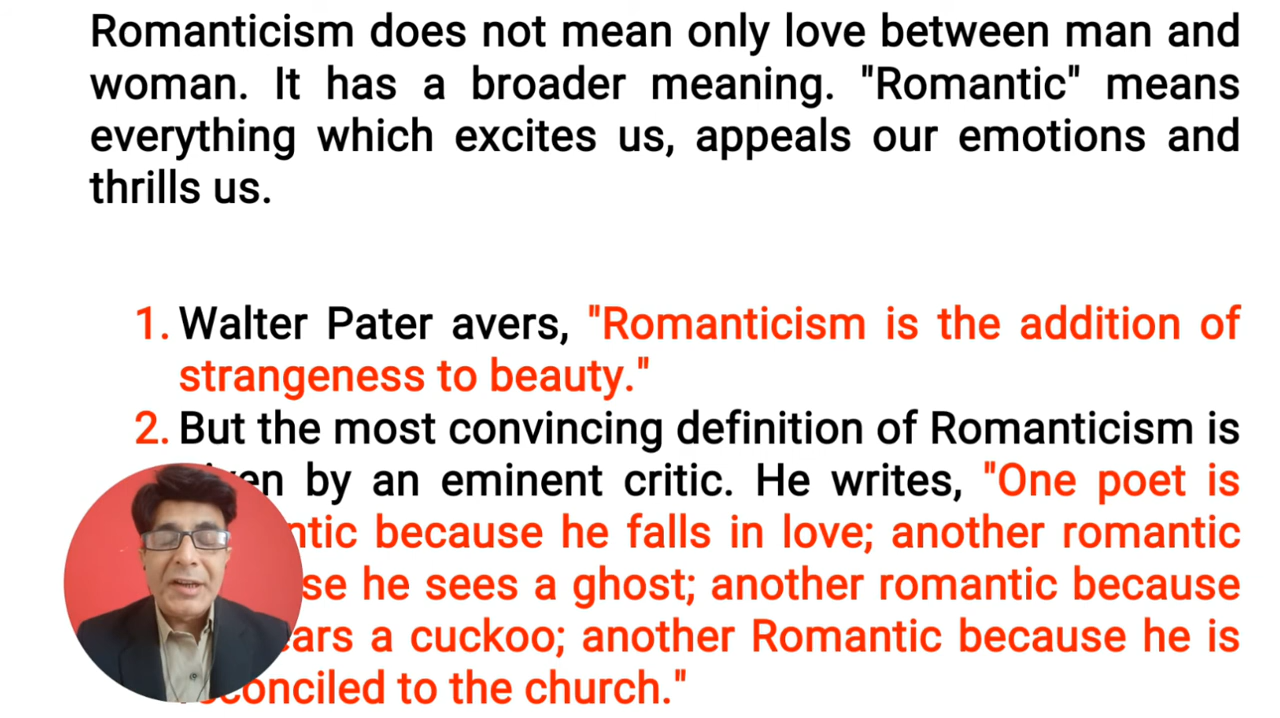 Romanticism does not mean only love between man and
woman. It has a broader meaning. "Romantic" means
everything which excites us, appeals our emotions and
thrills us.
1. Walter Pater avers, "Romanticism is the addition of
strangeness to beauty."
2. But the most convincing definition of Romanticism is
by an eminent critic. He writes, "One poet is
because he falls in love; another romantic
he sees a ghost; another romantic because
a cuckoo; another Romantic because he is
to the church."